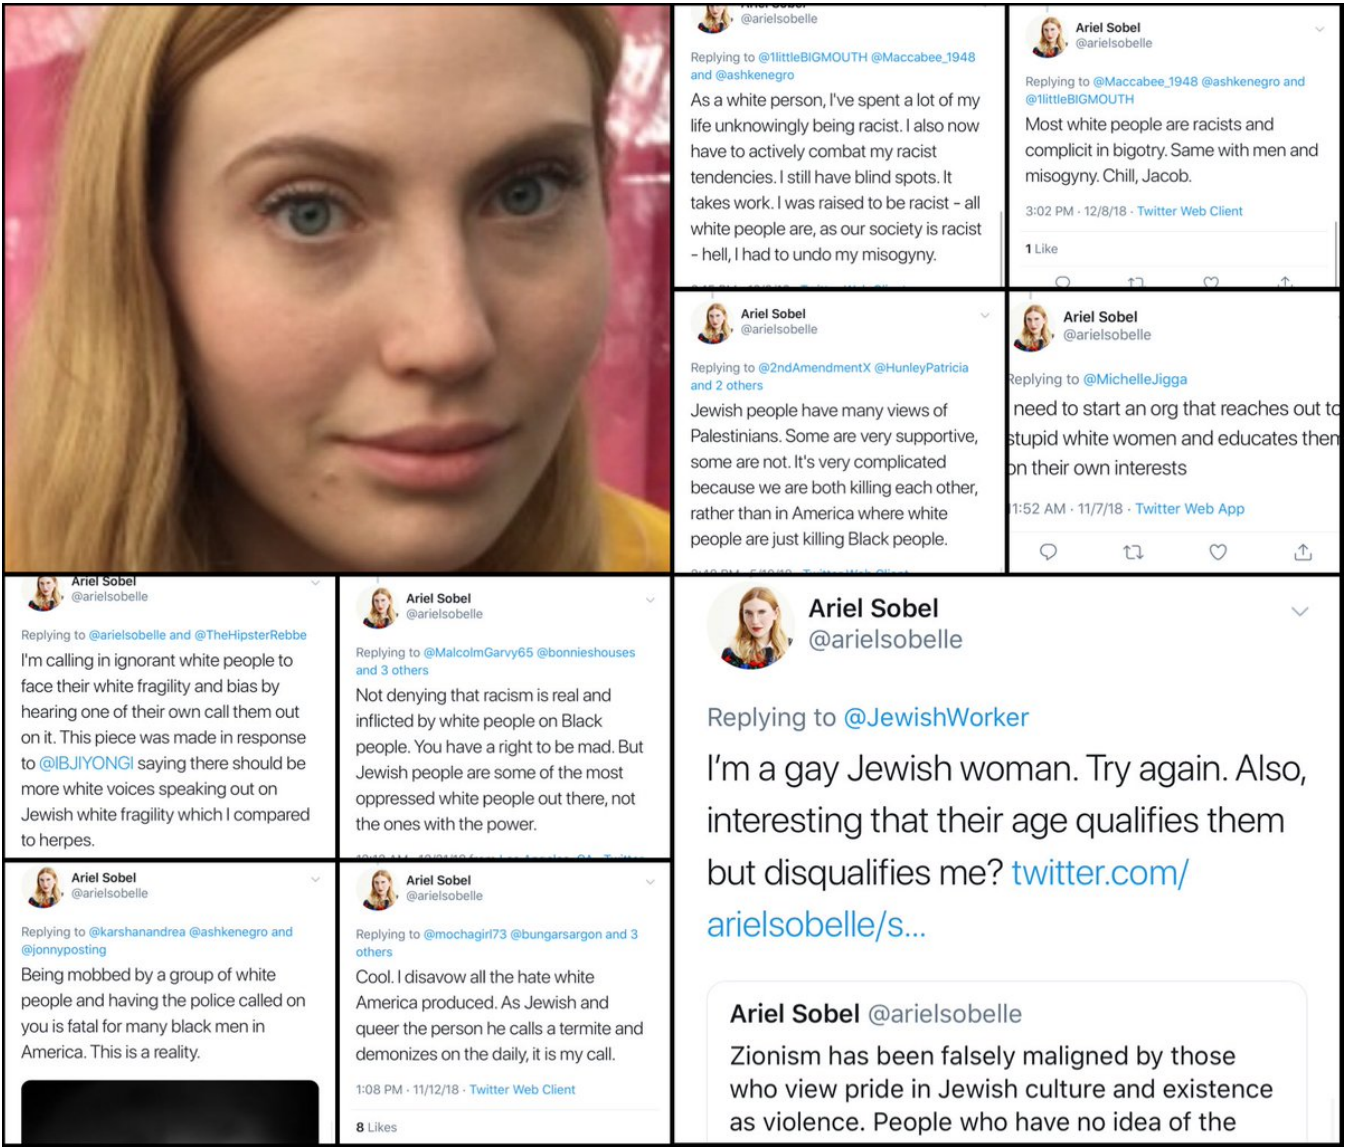 @arielsobelle
Replying to @1littleBIGMOUTH @Maccabee_1948
and @ashkenegro
As a white person, I've spent a lot of my
life unknowingly being racist. I also now
have to actively combat my racist
tendencies. I still have blind spots. It
takes work. I was raised to be racist - all
white people are, as our society is racist
- hell, I had to undo my misogyny.
Ariel Sobel
@arielsobelle
Replying to @Maccabee_1948 @ashkenegro and
@1littleBIGMOUTH
Most white people are racists and
complicit in bigotry. Same with men and
misogyny. Chill, Jacob.
3:02 PM · 12/8/18 · Twitter Web Client
1 Like
Ariel Sobel
@arielsobelle
Replying to @2ndAmendmentX @HunleyPatricia
and 2 others
Jewish people have many views of
Palestinians. Some are very supportive,
some are not. It's very complicated
because we are both killing each other,
rather than in America where white
people are just killing Black people.
Ariel Sobel
@arielsobelle
Replying to @MichelleJigga
need to start an org that reaches out to
stupid white women and educates them
on their own interests
11:52 AM · 11/7/18 · Twitter Web App
Ariel Sobel
@arielsobelle
Replying to @arielsobelle and @TheHipsterRebbe
I'm calling in ignorant white people to
face their white fragility and bias by
hearing one of their own call them out
on it. This piece was made in response
to @IBJIYONGI saying there should be
more white voices speaking out on
Jewish white fragility which I compared
to herpes.
Ariel Sobel
@arielsobelle
Replying to @MalcolmGarvy65 @bonnieshouses
and 3 others
Not denying that racism is real and
inflicted by white people on Black
people. You have a right to be mad. But
Jewish people are some of the most
oppressed white people out there, not
the ones with the power.
Ariel Sobel
@arielsobelle
Replying to @JewishWorker
I'm a gay Jewish woman. Try again. Also,
interesting that their age qualifies them
but disqualifies me? twitter.com/
arielsobelle/s...
Ariel Sobel @arielsobelle
Zionism has been falsely maligned by those
who view pride in Jewish culture and existence
as violence. People who have no idea of the
Ariel Sobel
@arielsobelle
Replying to @karshanandrea @ashkenegro and
@jonnyposting
Being mobbed by a group of white
people and having the police called on
you is fatal for many black men in
America. This is a reality.
Ariel Sobel
@arielsobelle
Replying to @mochagirl73 @bungarsargon and 3
others
Cool. I disavow all the hate white
America produced. As Jewish and
queer the person he calls a termite and
demonizes on the daily, it is my call.
1:08 PM · 11/12/18 · Twitter Web Client
8 Likes